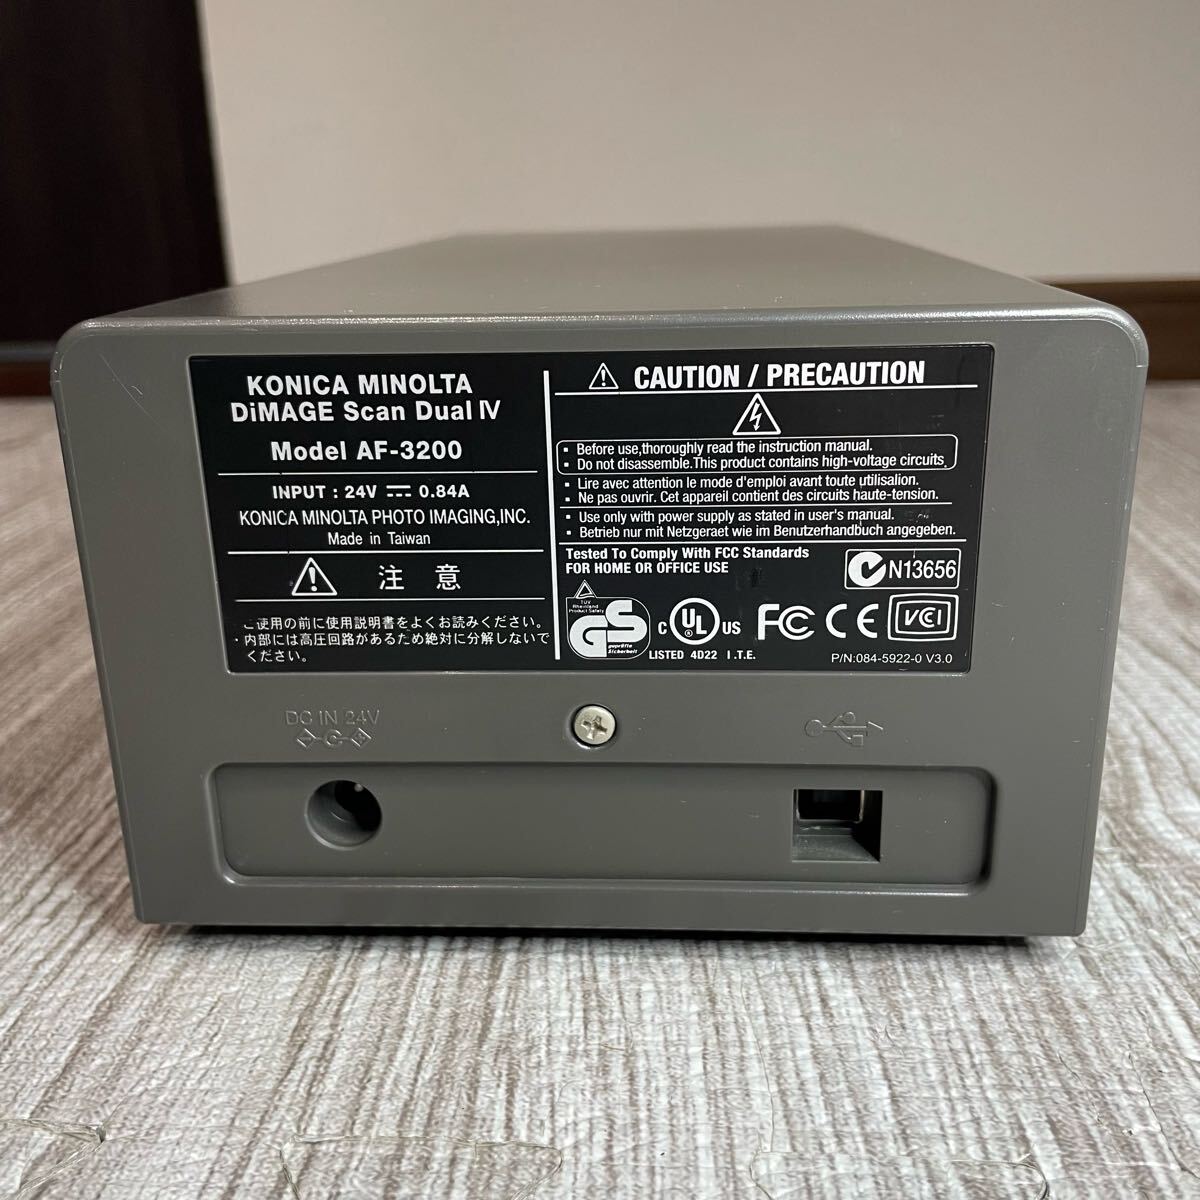 KONICA MINOLTA
DiMAGE Scan Dual IV
Model AF-3200
INPUT : 24V ⎓ 0.84A
KONICA MINOLTA PHOTO IMAGING,INC.
Made in Taiwan
注 意
ご使用の前に使用説明書をよくお読みください。
・内部には高圧回路があるため絶対に分解しないで
ください。
CAUTION / PRECAUTION
・Before use,thoroughly read the instruction manual.
・Do not disassemble.This product contains high-voltage circuits.
・Lire avec attention le mode d'emploi avant toute utilisation.
・Ne pas ouvrir. Cet appareil contient des circuits haute-tension.
・Use only with power supply as stated in user's manual.
・Betrieb nur mit Netzgeraet wie im Benutzerhandbuch angegeben.
Tested To Comply With FCC Standards
FOR HOME OR OFFICE USE
N13656
TÜV
Rheinland
Product Safety
GS
geprüfte
Sicherheit
C UL US
LISTED 4D22 I.T.E.
FC CE VCI
P/N:084-5922-0 V3.0
DC IN 24V